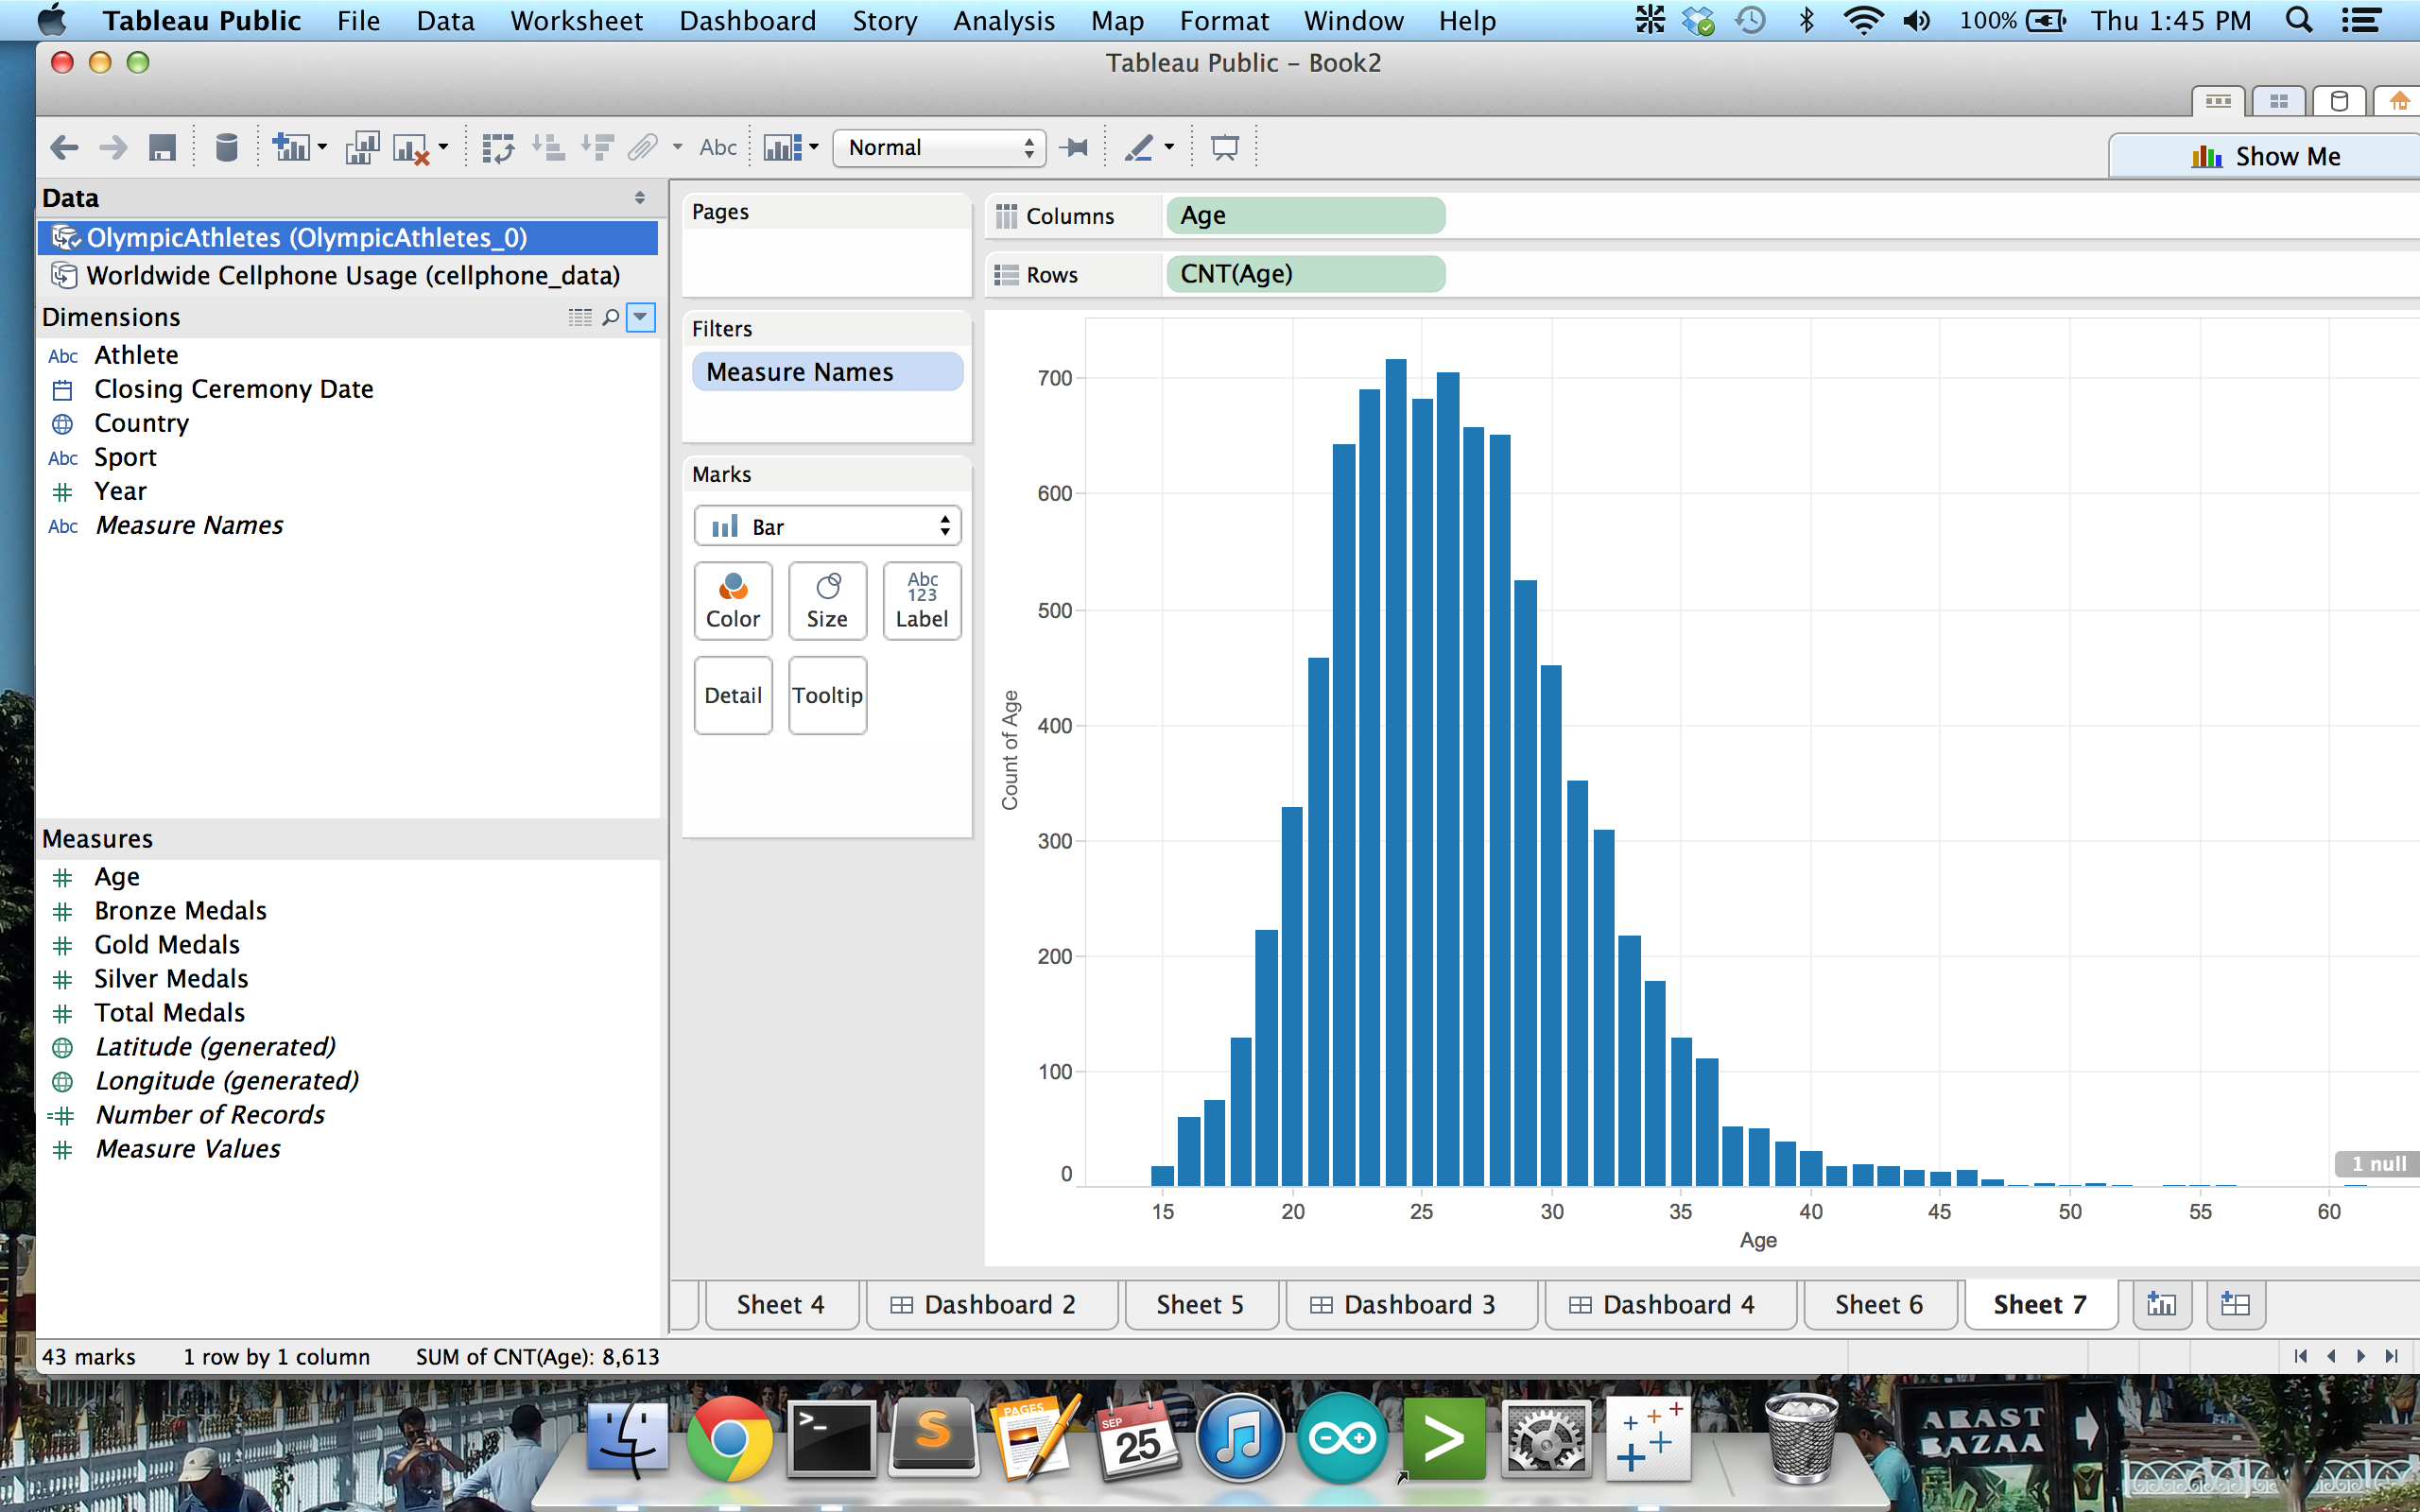 Tableau Public File Data Worksheet Dashboard Story Analysis Map Format Window Help 100% Thu 1:45 PM
Tableau Public – Book2
Abc Normal Show Me
Data
OlympicAthletes (OlympicAthletes_0)
Worldwide Cellphone Usage (cellphone_data)
Dimensions
Abc Athlete
Closing Ceremony Date
Country
Abc Sport
Year
Abc Measure Names
Measures
Age
Bronze Medals
Gold Medals
Silver Medals
Total Medals
Latitude (generated)
Longitude (generated)
Number of Records
Measure Values
Pages
Filters
Measure Names
Marks
Bar
Color
Size
Abc
123
Label
Detail
Tooltip
Columns Age
Rows CNT(Age)
Count of Age
700
600
500
400
300
200
100
0
1 null
15 20 25 30 35 40 45 50 55 60
Age
Sheet 4 Dashboard 2 Sheet 5 Dashboard 3 Dashboard 4 Sheet 6 Sheet 7
43 marks 1 row by 1 column SUM of CNT(Age): 8,613
>_
S
PAGES
SEP
25
ARAST
BAZAA